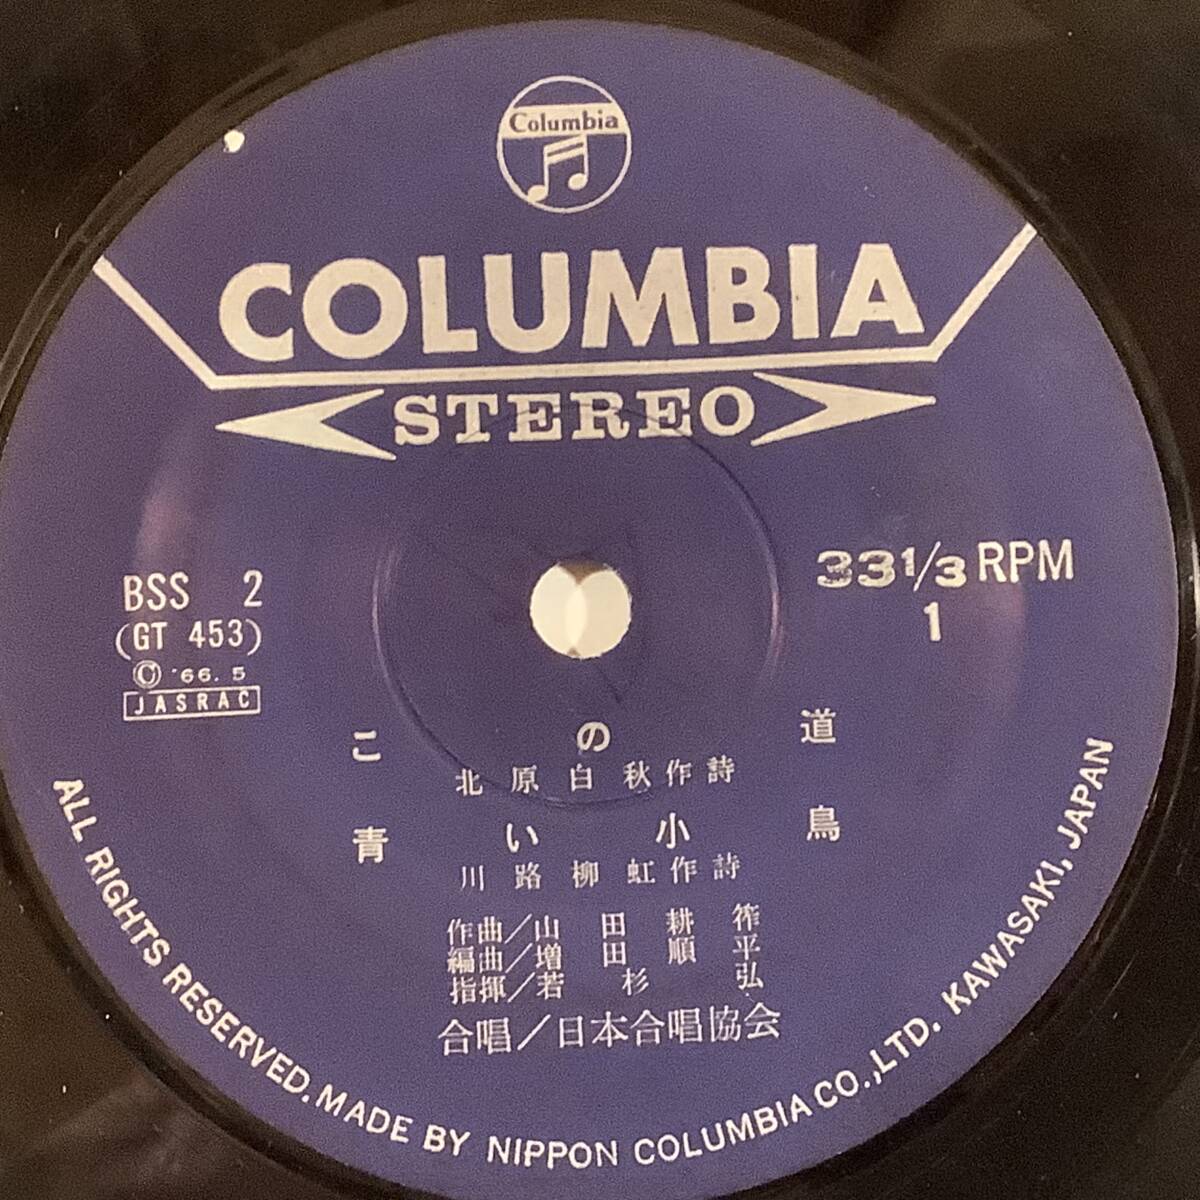 Columbia
COLUMBIA
STEREO
BSS 2
(GT 453)
Ⓒ '66. 5
JASRAC
33 1/3 RPM
1
この道
北原白秋作詩
青い小鳥
川路柳虹作詩
作曲/山田耕筰
編曲/増田順平
指揮/若杉弘
合唱/日本合唱協会
ALL RIGHTS RESERVED. MADE BY NIPPON COLUMBIA CO., LTD. KAWASAKI, JAPAN